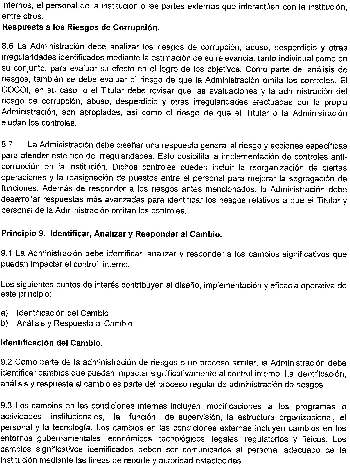 internos, el personal de la institución o las partes externas que interactúan con la institución,
entre otros.
Respuesta a los Riesgos de Corrupción.
8.6 La Administración debe analizar los riesgos de corrupción, abuso, desperdicio y otras
irregularidades identificados mediante la estimación de su relevancia, tanto individual como en
su conjunto, para evaluar su efecto en el logro de los objetivos. Como parte del análisis de
riesgos, también se debe evaluar el riesgo de que la Administración omita los controles. El
COCOI, en su caso, o el Titular debe revisar que las evaluaciones y la administración del
riesgo de corrupción, abuso, desperdicio y otras irregularidades efectuadas por la propia
Administración, son apropiadas, así como el riesgo de que el Titular o la Administración
eludan los controles.
8.7 La Administración debe diseñar una respuesta general al riesgo y acciones específicas
para atender este tipo de irregularidades. Esto posibilita la implementación de controles anti-
corrupción en la institución. Dichos controles pueden incluir la reorganización de ciertas
operaciones y la reasignación de puestos entre el personal para mejorar la segregación de
funciones. Además de responder a los riesgos antes mencionados, la Administración debe
desarrollar respuestas más avanzadas para identificar los riesgos relativos a que el Titular y
personal de la Administración omitan los controles.
Principio 9. Identificar, Analizar y Responder al Cambio.
9.1 La Administración debe identificar, analizar y responder a los cambios significativos que
puedan impactar el control interno.
Los siguientes puntos de interés contribuyen al diseño, implementación y eficacia operativa de
este principio:
a) Identificación del Cambio
b) Análisis y Respuesta al Cambio
Identificación del Cambio.
9.2 Como parte de la administración de riesgos o un proceso similar, la Administración debe
identificar cambios que puedan impactar significativamente al control interno. La identificación,
análisis y respuesta al cambio es parte del proceso regular de administración de riesgos.
9.3 Los cambios en las condiciones internas incluyen modificaciones a los programas o
actividades institucionales, la función de supervisión, la estructura organizacional, el
personal y la tecnología. Los cambios en las condiciones externas incluyen cambios en los
entornos gubernamentales, económicos, tecnológicos, legales, regulatorios y físicos. Los
cambios significativos identificados deben ser comunicados al personal adecuado de la
institución mediante las líneas de reporte y autoridad establecidas.